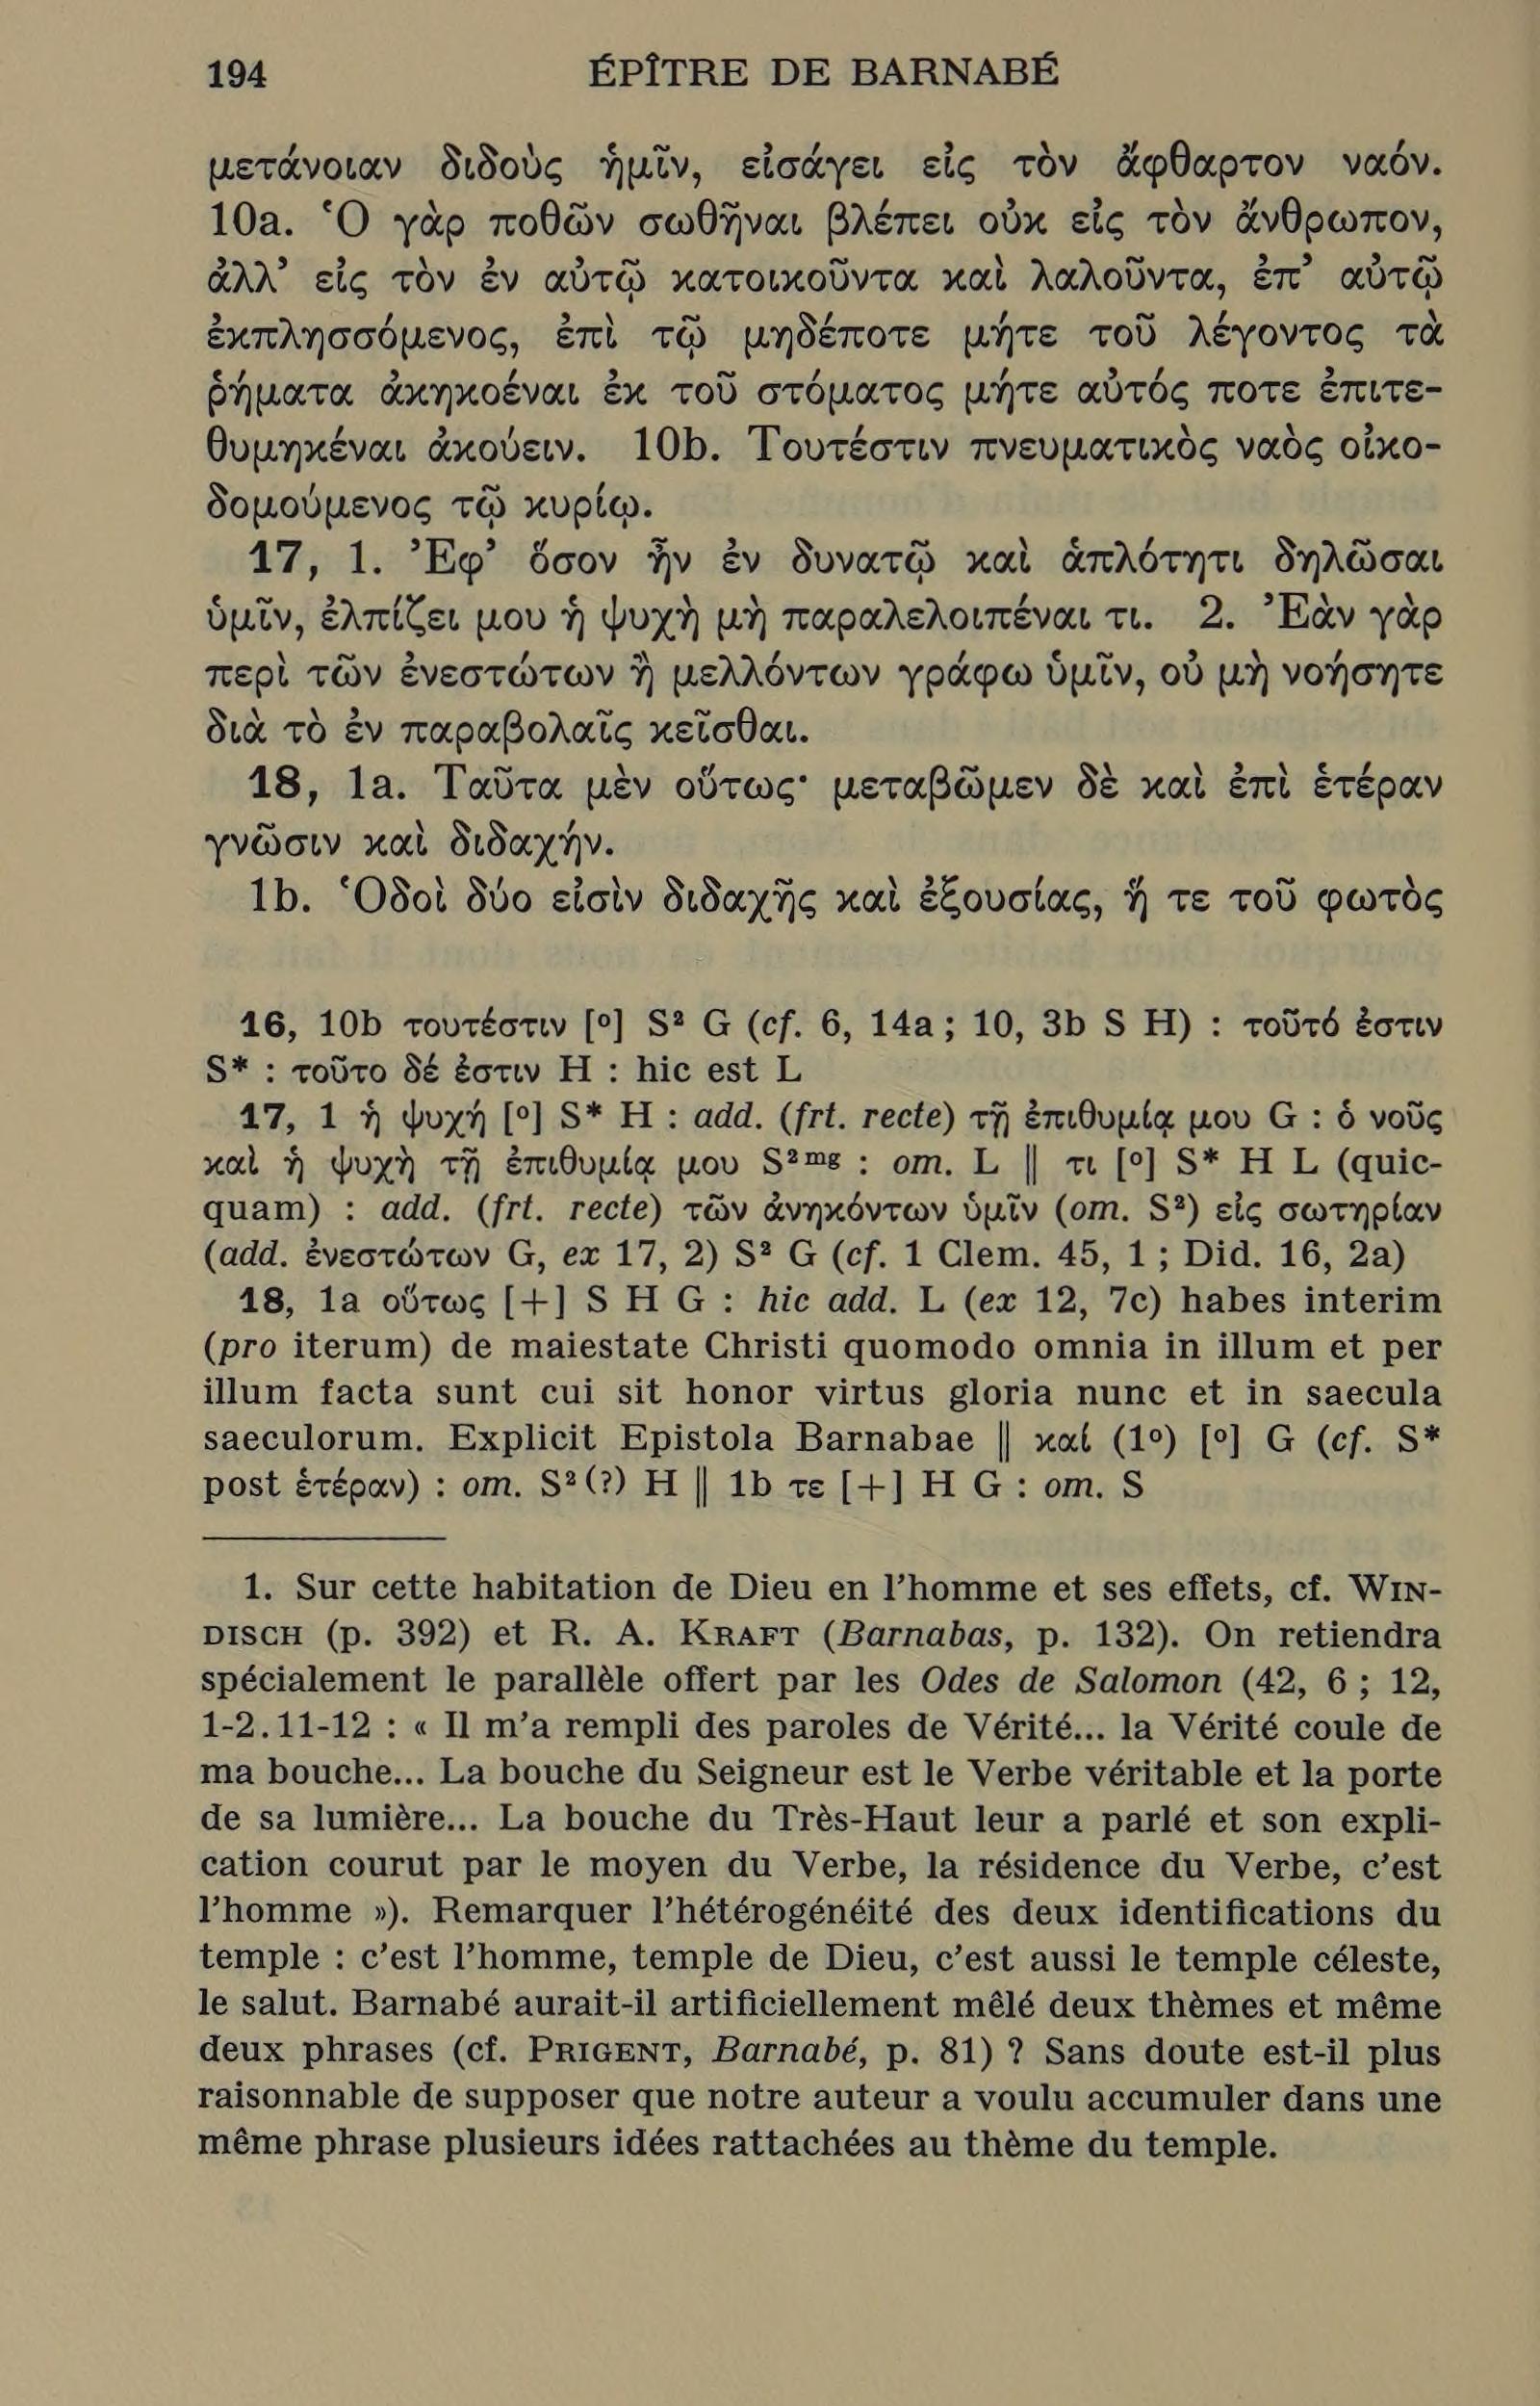 194 ÉPÎTRE DE BARNABÉ
μετάνοιαν διδοὺς ἡμῖν, εἰσάγει εἰς τὸν ἄφθαρτον ναόν.
10a. Ὁ γὰρ ποθῶν σωθῆναι βλέπει οὐκ εἰς τὸν ἄνθρωπον,
ἀλλ’ εἰς τὸν ἐν αὐτῷ κατοικοῦντα καὶ λαλοῦντα, ἐπ’ αὐτῷ
ἐκπλησσόμενος, ἐπὶ τῷ μηδέποτε μήτε τοῦ λέγοντος τὰ
ῥήματα ἀκηκοέναι ἐκ τοῦ στόματος μήτε αὐτός ποτε ἐπιτε-
θυμηκέναι ἀκούειν. 10b. Τουτέστιν πνευματικὸς ναὸς οἰκο-
δομούμενος τῷ κυρίῳ.
17, 1. Ἐφ’ ὅσον ἦν ἐν δυνατῷ καὶ ἁπλότητι δηλῶσαι
ὑμῖν, ἐλπίζει μου ἡ ψυχὴ μὴ παραλελοιπέναι τι. 2. Ἐὰν γὰρ
περὶ τῶν ἐνεστώτων ἢ μελλόντων γράφω ὑμῖν, οὐ μὴ νοήσητε
διὰ τὸ ἐν παραβολαῖς κεῖσθαι.
18, 1a. Ταῦτα μὲν οὕτως· μεταβῶμεν δὲ καὶ ἐπὶ ἑτέραν
γνῶσιν καὶ διδαχήν.
1b. Ὁδοὶ δύο εἰσὶν διδαχῆς καὶ ἐξουσίας, ἥ τε τοῦ φωτὸς
16, 10b τουτέστιν [⁰] S² G (cf. 6, 14a ; 10, 3b S H) : τοῦτό ἐστιν
S* : τοῦτο δέ ἐστιν H : hic est L
17, 1 ἡ ψυχή [⁰] S* H : add. (frt. recte) τῇ ἐπιθυμίᾳ μου G : ὁ νοῦς
καὶ ἡ ψυχὴ τῇ ἐπιθυμίᾳ μου S²ᵐᵍ : om. L ‖ τι [⁰] S* H L (quic-
quam) : add. (frt. recte) τῶν ἀνηκόντων ὑμῖν (om. S²) εἰς σωτηρίαν
(add. ἐνεστώτων G, ex 17, 2) S² G (cf. 1 Clem. 45, 1 ; Did. 16, 2a)
18, 1a οὕτως [+] S H G : hic add. L (ex 12, 7c) habes interim
(pro iterum) de maiestate Christi quomodo omnia in illum et per
illum facta sunt cui sit honor virtus gloria nunc et in saecula
saeculorum. Explicit Epistola Barnabae ‖ καί (1⁰) [⁰] G (cf. S*
post ἑτέραν) : om. S²(?) H ‖ 1b τε [+] H G : om. S
1. Sur cette habitation de Dieu en l’homme et ses effets, cf. WIN-
DISCH (p. 392) et R. A. KRAFT (Barnabas, p. 132). On retiendra
spécialement le parallèle offert par les Odes de Salomon (42, 6 ; 12,
1-2.11-12 : « Il m’a rempli des paroles de Vérité... la Vérité coule de
ma bouche... La bouche du Seigneur est le Verbe véritable et la porte
de sa lumière... La bouche du Très-Haut leur a parlé et son expli-
cation courut par le moyen du Verbe, la résidence du Verbe, c’est
l’homme »). Remarquer l’hétérogénéité des deux identifications du
temple : c’est l’homme, temple de Dieu, c’est aussi le temple céleste,
le salut. Barnabé aurait-il artificiellement mêlé deux thèmes et même
deux phrases (cf. PRIGENT, Barnabé, p. 81) ? Sans doute est-il plus
raisonnable de supposer que notre auteur a voulu accumuler dans une
même phrase plusieurs idées rattachées au thème du temple.